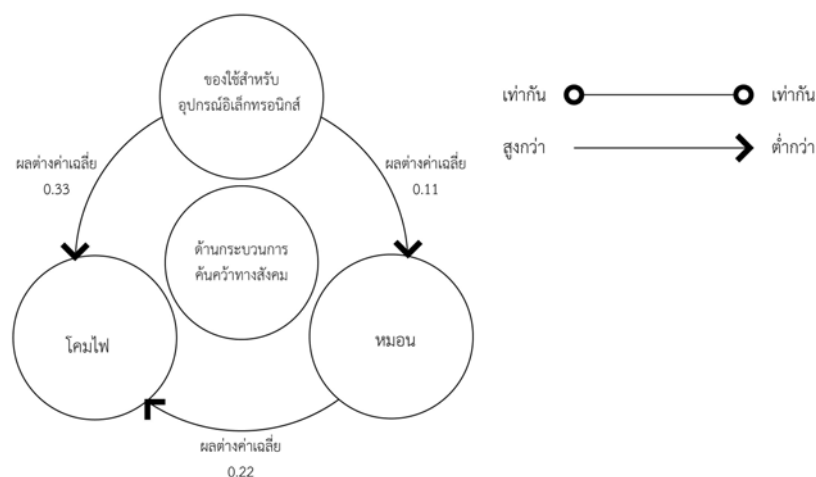 ของใช้สำหรับ
อุปกรณ์อิเล็กทรอนิกส์
เท่ากัน เท่ากัน
สูงกว่า ต่ำกว่า
ผลต่างค่าเฉลี่ย
0.33
ผลต่างค่าเฉลี่ย
0.11
ด้านกระบวนการ
ค้นคว้าทางสังคม
โคมไฟ
หมอน
ผลต่างค่าเฉลี่ย
0.22